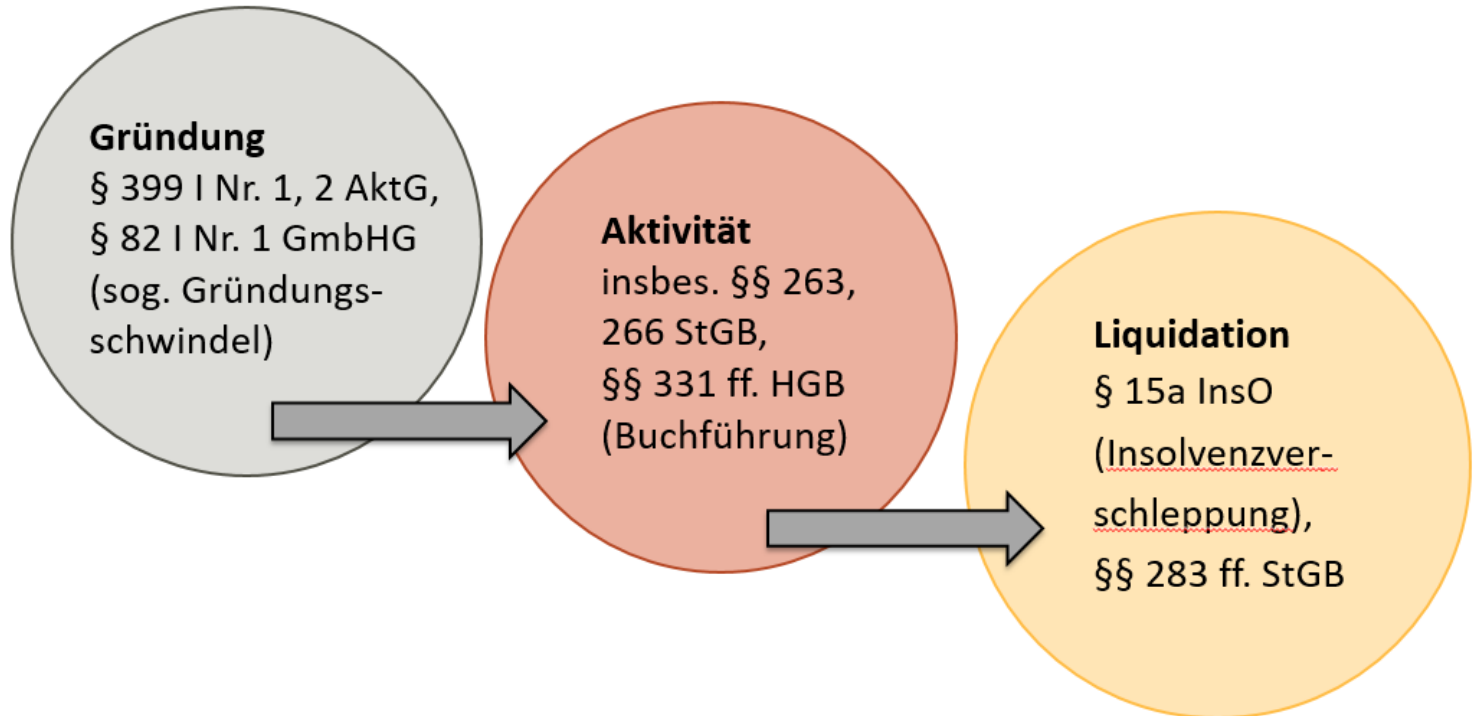 Gründung
§ 399 I Nr. 1, 2 AktG,
§ 82 I Nr. 1 GmbHG
(sog. Gründungs-
schwindel)
Aktivität
insbes. §§ 263,
266 StGB,
§§ 331 ff. HGB
(Buchführung)
Liquidation
§ 15a InsO
(Insolvenzver-
schleppung),
§§ 283 ff. StGB